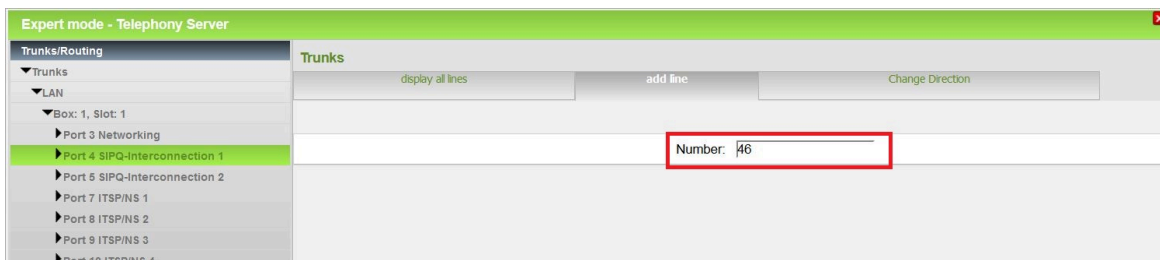 Expert mode - Telephony Server
Trunks/Routing
Trunks
LAN
Box: 1, Slot: 1
Port 3 Networking
Port 4 SIPQ-Interconnection 1
Port 5 SIPQ-Interconnection 2
Port 7 ITSP/NS 1
Port 8 ITSP/NS 2
Port 9 ITSP/NS 3
Trunks
display all lines add line Change Direction
Number: 46